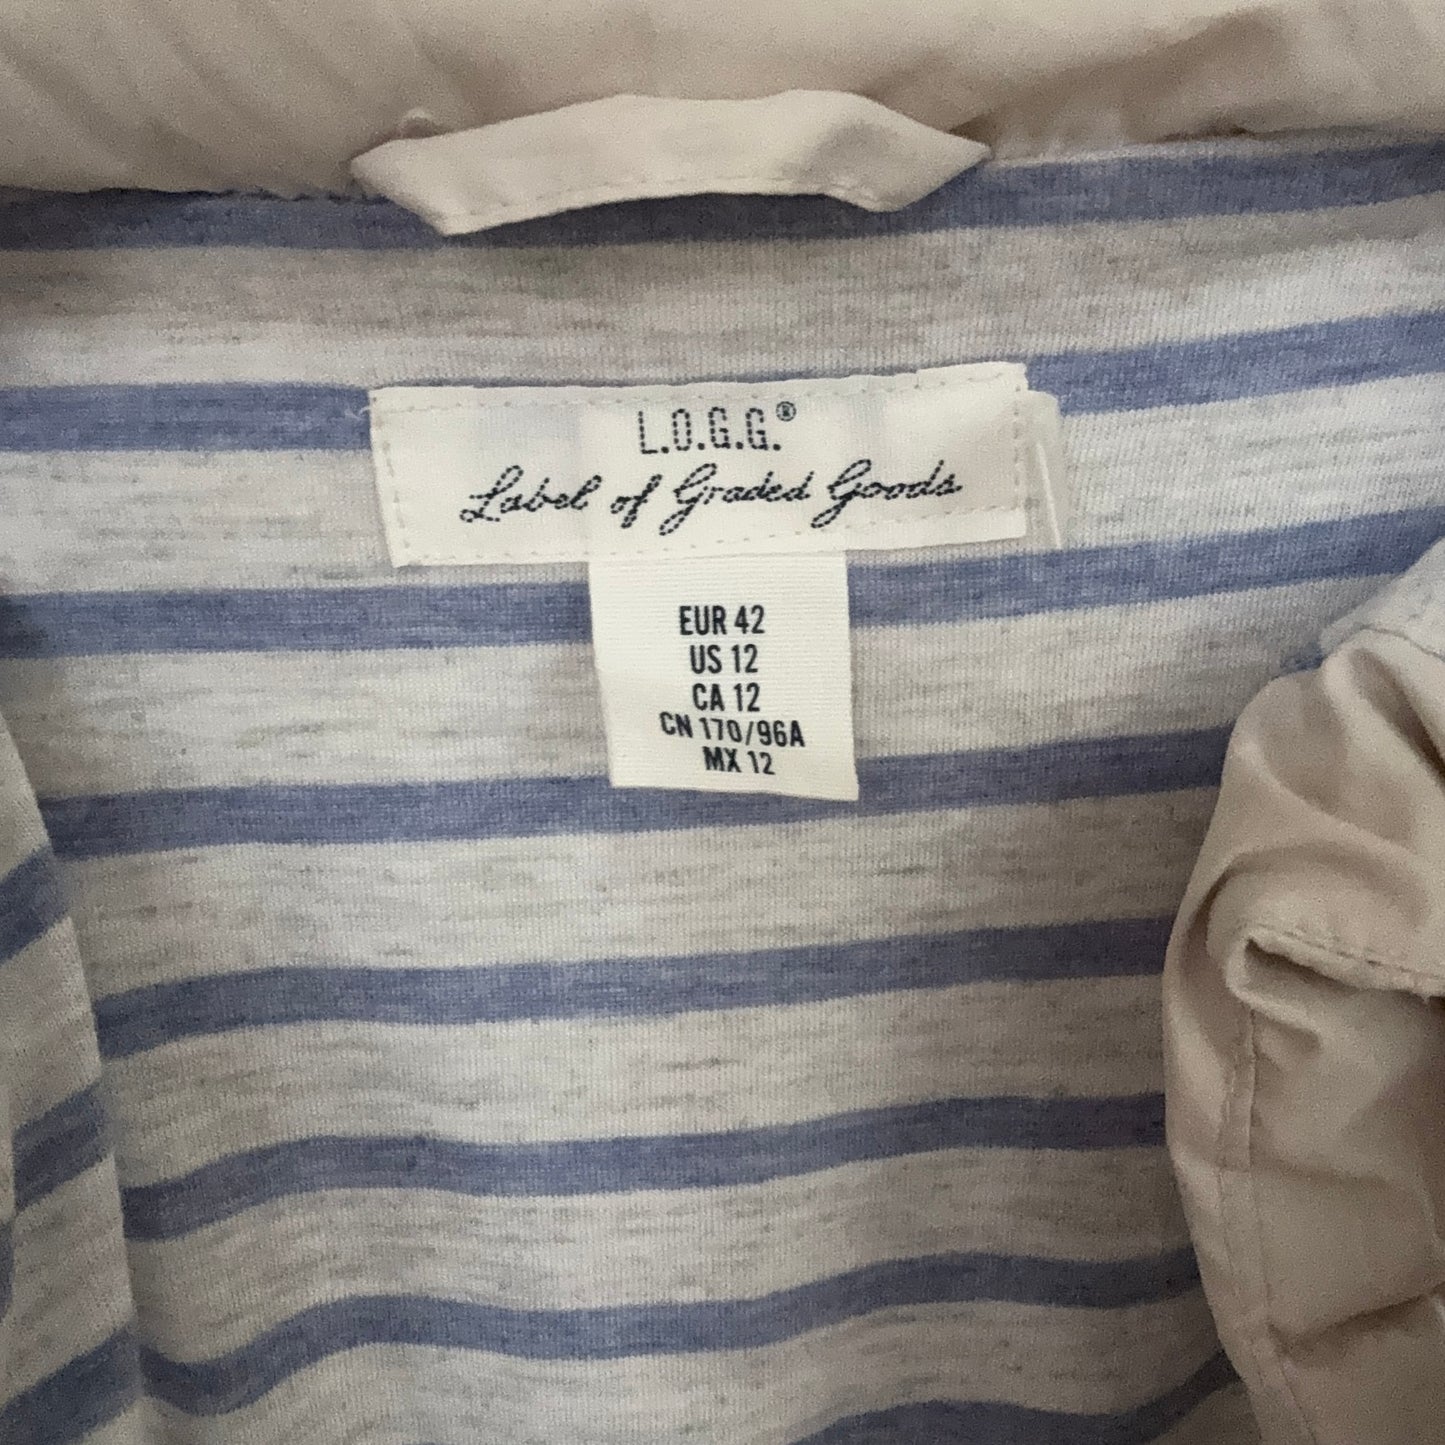 L.O.G.G.®
Label of Graded Goods
EUR 42
US 12
CA 12
CN 170/96A
MX 12